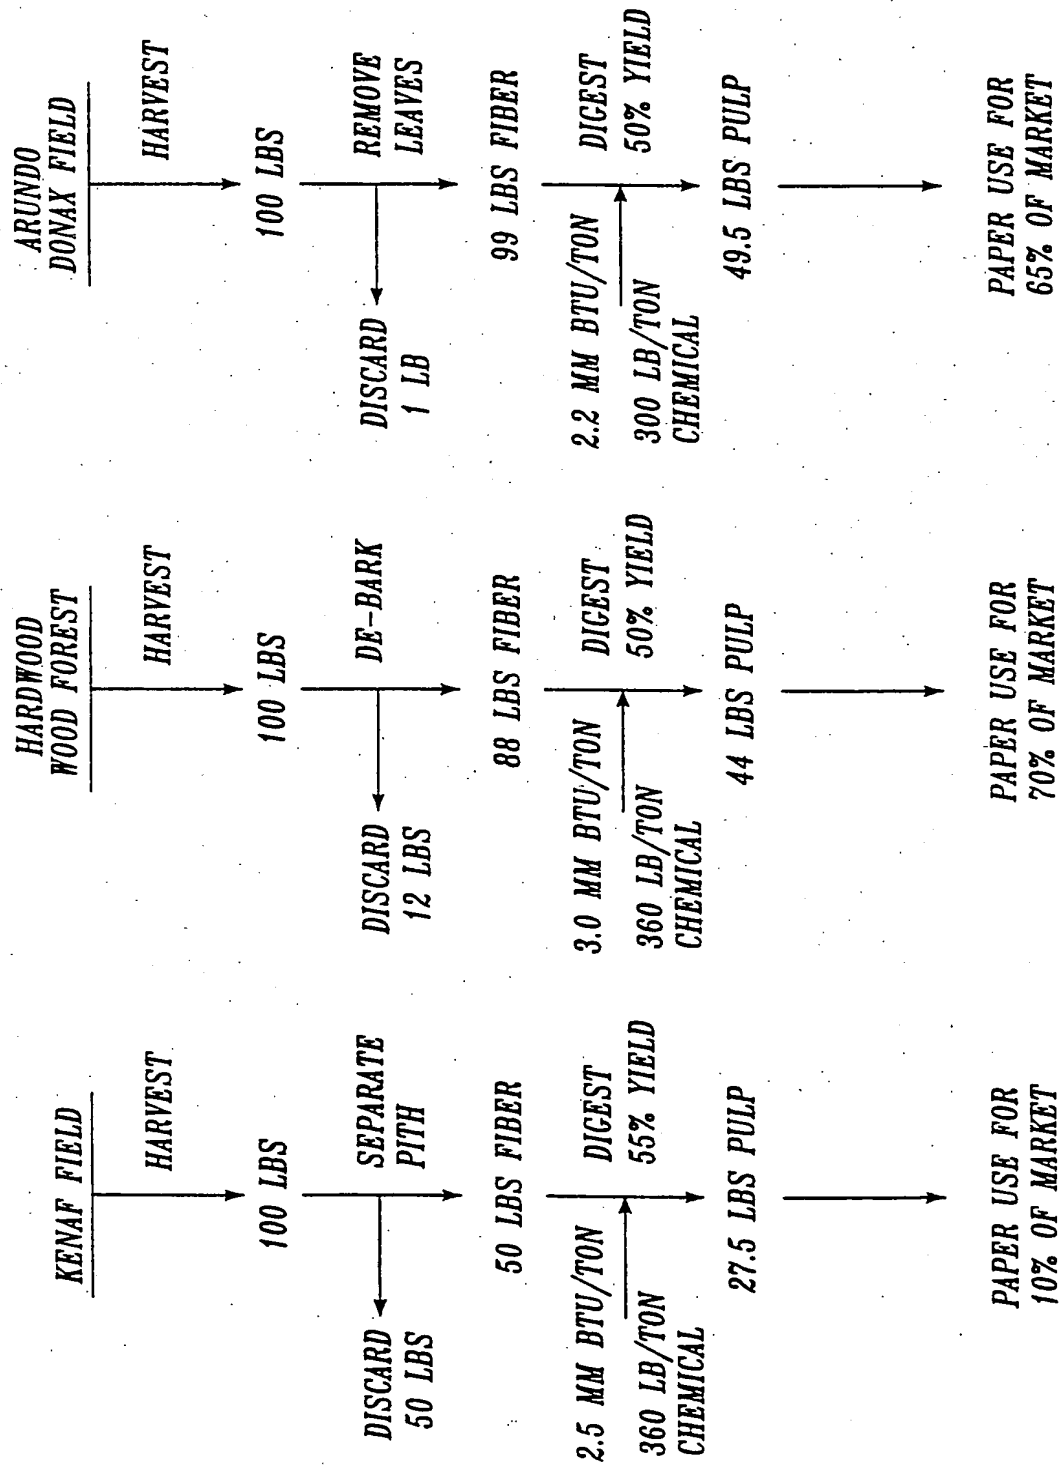 KENAF FIELD
HARVEST
100 LBS
SEPARATE
PITH
DISCARD
50 LBS
50 LBS FIBER
DIGEST
55% YIELD
2.5 MM BTU/TON
360 LB/TON
CHEMICAL
27.5 LBS PULP
PAPER USE FOR
10% OF MARKET
HARDWOOD
WOOD FOREST
HARVEST
100 LBS
DE-BARK
DISCARD
12 LBS
88 LBS FIBER
DIGEST
50% YIELD
3.0 MM BTU/TON
360 LB/TON
CHEMICAL
44 LBS PULP
PAPER USE FOR
70% OF MARKET
ARUNDO
DONAX FIELD
HARVEST
100 LBS
REMOVE
LEAVES
DISCARD
1 LB
99 LBS FIBER
DIGEST
50% YIELD
2.2 MM BTU/TON
300 LB/TON
CHEMICAL
49.5 LBS PULP
PAPER USE FOR
65% OF MARKET